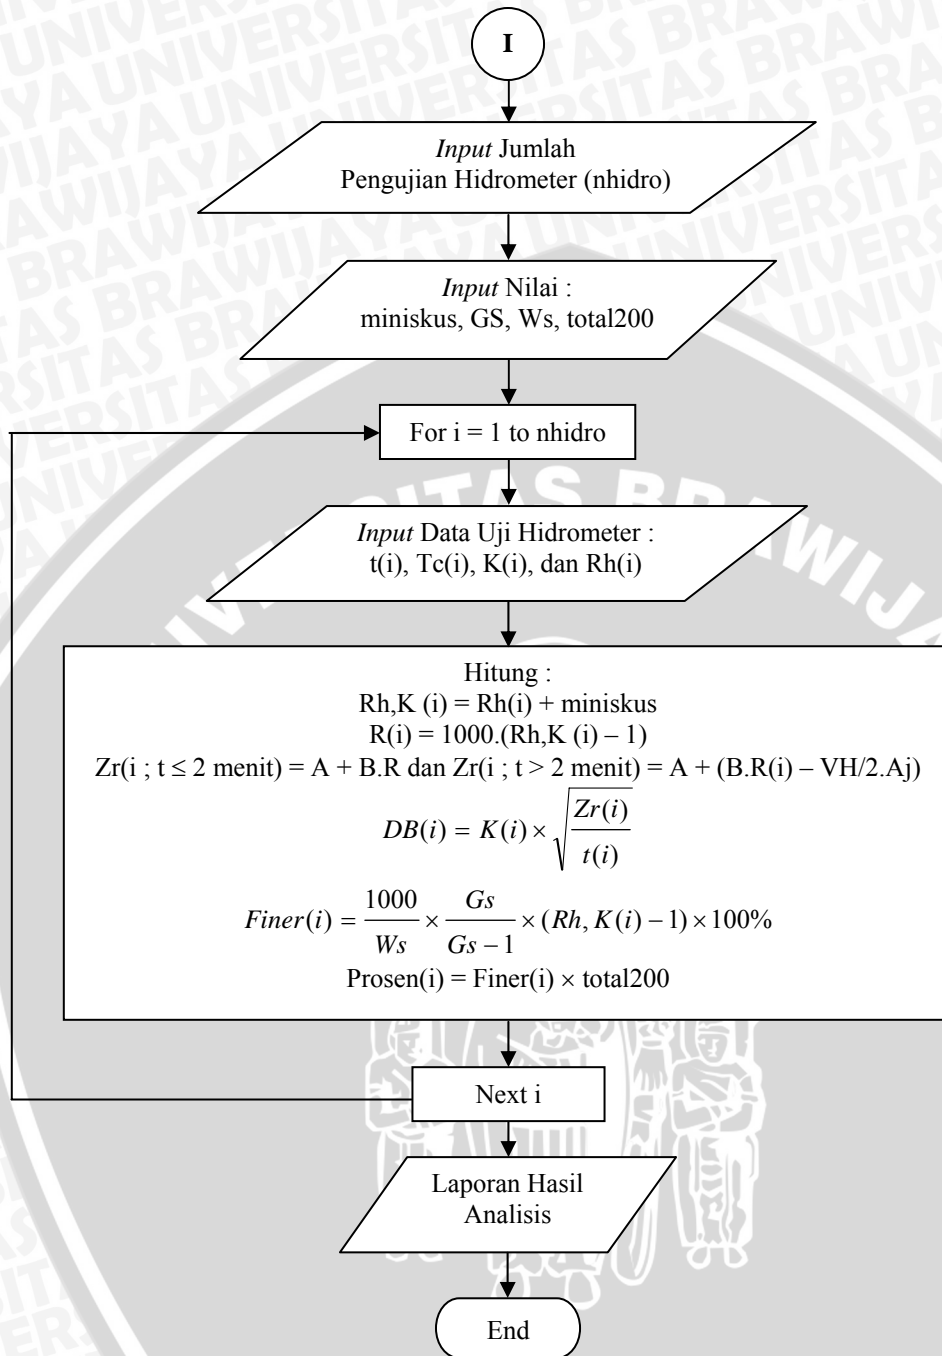 I
Input Jumlah
Pengujian Hidrometer (nhidro)
Input Nilai :
miniskus, GS, Ws, total200
For i = 1 to nhidro
Input Data Uji Hidrometer :
t(i), Tc(i), K(i), dan Rh(i)
Hitung :
Rh,K (i) = Rh(i) + miniskus
R(i) = 1000.(Rh,K (i) – 1)
Zr(i ; t ≤ 2 menit) = A + B.R dan Zr(i ; t > 2 menit) = A + (B.R(i) – VH/2.Aj)
DB(i) = K(i) × √(Zr(i)/t(i))
Finer(i) = 1000/Ws × Gs/(Gs – 1) × (Rh, K(i) – 1) × 100%
Prosen(i) = Finer(i) × total200
Next i
Laporan Hasil
Analisis
End
UNIVERSITAS BRAWIJAYA